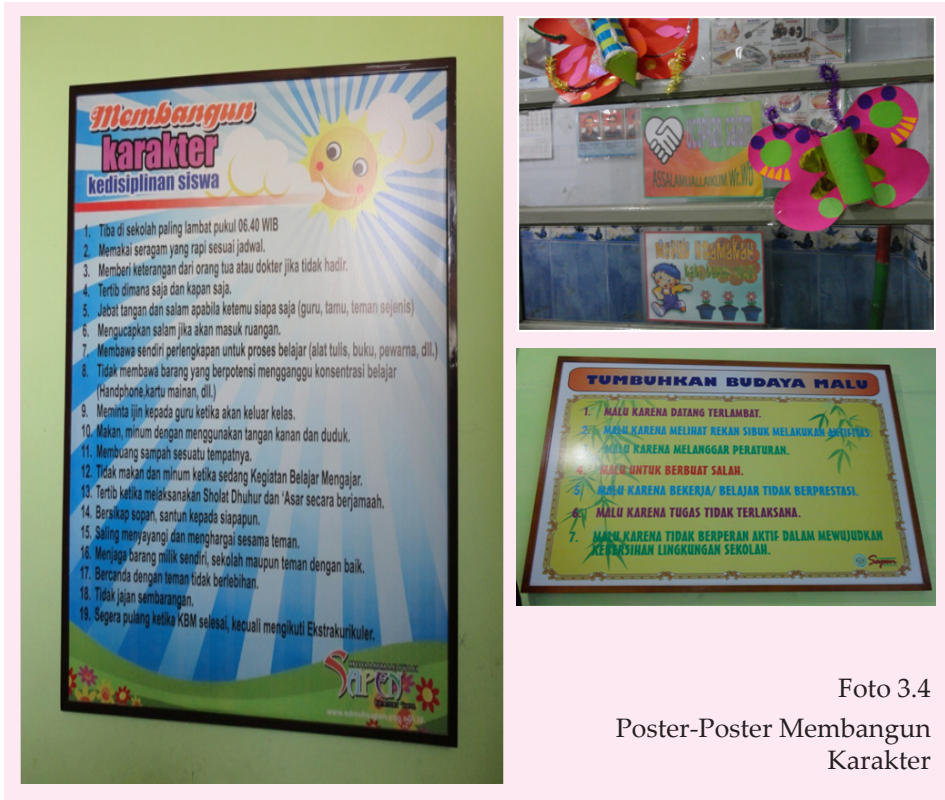 Membangun
karakter
kedisiplinan siswa
1. Tiba di sekolah paling lambat pukul 06.40 WIB
2. Memakai seragam yang rapi sesuai jadwal.
3. Memberi keterangan dari orang tua atau dokter jika tidak hadir.
4. Tertib dimana saja dan kapan saja.
5. Jabat tangan dan salam apabila ketemu siapa saja (guru, tamu, teman sejenis)
6. Mengucapkan salam jika akan masuk ruangan.
7. Membawa sendiri perlengkapan untuk proses belajar (alat tulis, buku, pewarna, dll.)
8. Tidak membawa barang yang berpotensi mengganggu konsentrasi belajar
(Handphone,kartu mainan, dll.)
9. Meminta ijin kepada guru ketika akan keluar kelas.
10. Makan, minum dengan menggunakan tangan kanan dan duduk.
11. Membuang sampah sesuatu tempatnya.
12. Tidak makan dan minum ketika sedang Kegiatan Belajar Mengajar.
13. Tertib ketika melaksanakan Sholat Dhuhur dan 'Asar secara berjamaah.
14. Bersikap sopan, santun kepada siapapun.
15. Saling menyayangi dan menghargai sesama teman.
16. Menjaga barang milik sendiri, sekolah maupun teman dengan baik.
17. Bercanda dengan teman tidak berlebihan.
18. Tidak jajan sembarangan.
19. Segera pulang ketika KBM selesai, kecuali mengikuti Ekstrakurikuler.
SAPEN
ASSALAMUALLAIKUM Wr.Wb
TUMBUHKAN BUDAYA MALU
1. MALU KARENA DATANG TERLAMBAT.
2. MALU KARENA MELIHAT REKAN SIBUK MELAKUKAN AKTIFITAS.
MALU KARENA MELANGGAR PERATURAN.
4. MALU UNTUK BERBUAT SALAH.
5. MALU KARENA BEKERJA/ BELAJAR TIDAK BERPRESTASI.
6. MALU KARENA TUGAS TIDAK TERLAKSANA.
7. MALU KARENA TIDAK BERPERAN AKTIF DALAM MEWUJUDKAN
KEBERSIHAN LINGKUNGAN SEKOLAH.
Sapen
Foto 3.4
Poster-Poster Membangun
Karakter